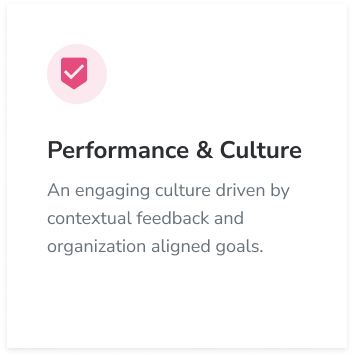 Performance & Culture
An engaging culture driven by
contextual feedback and
organization aligned goals.